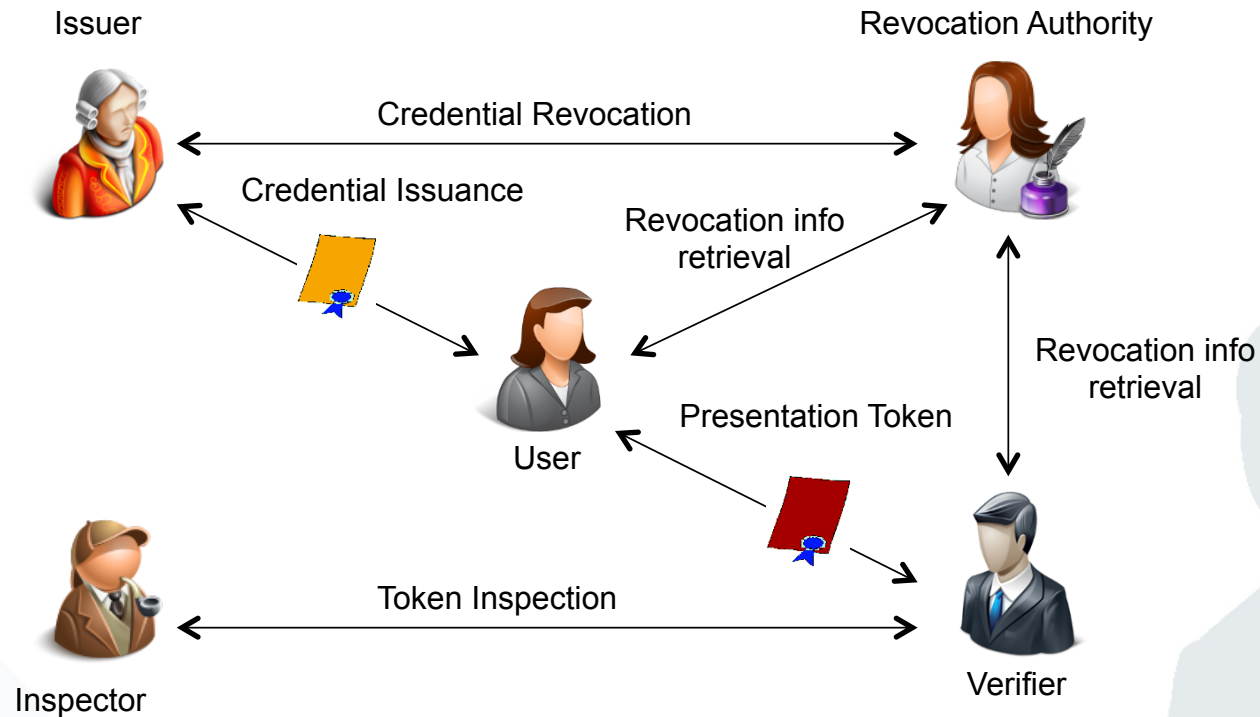 Issuer
Revocation Authority
Credential Revocation
Credential Issuance
Revocation info
retrieval
Revocation info
retrieval
Presentation Token
User
Token Inspection
Verifier
Inspector